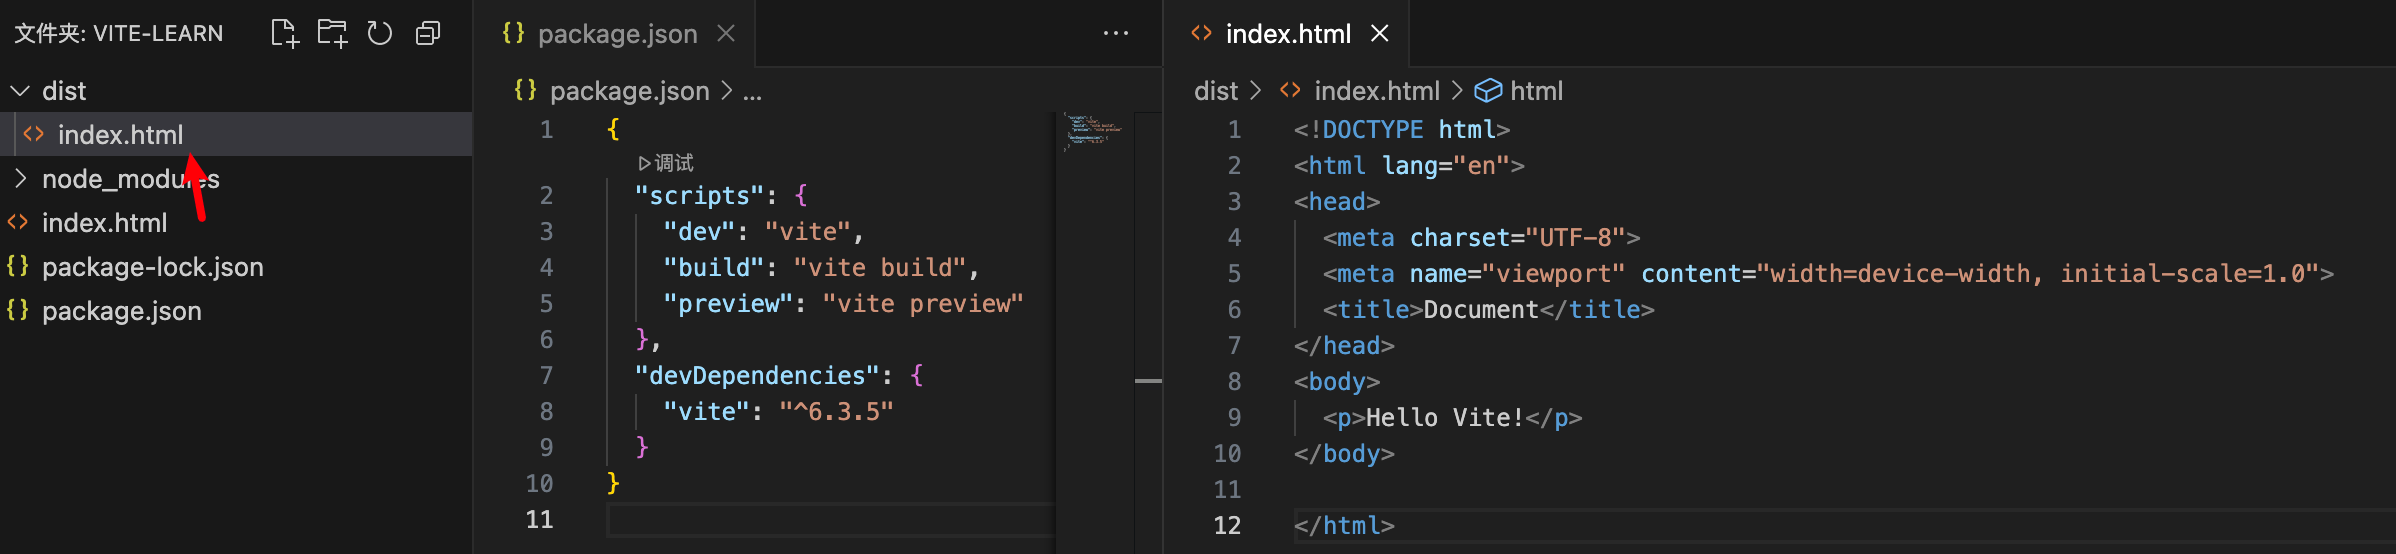 文件夹: VITE-LEARN
dist
index.html
node_modules
index.html
package-lock.json
package.json
{} package.json
{} package.json > ...
1 {
调试
2 "scripts": {
3 "dev": "vite",
4 "build": "vite build",
5 "preview": "vite preview"
6 },
7 "devDependencies": {
8 "vite": "^6.3.5"
9 }
10 }
11
<> index.html
dist > <> index.html > html
1 <!DOCTYPE html>
2 <html lang="en">
3 <head>
4 <meta charset="UTF-8">
5 <meta name="viewport" content="width=device-width, initial-scale=1.0">
6 <title>Document</title>
7 </head>
8 <body>
9 <p>Hello Vite!</p>
10 </body>
11
12 </html>